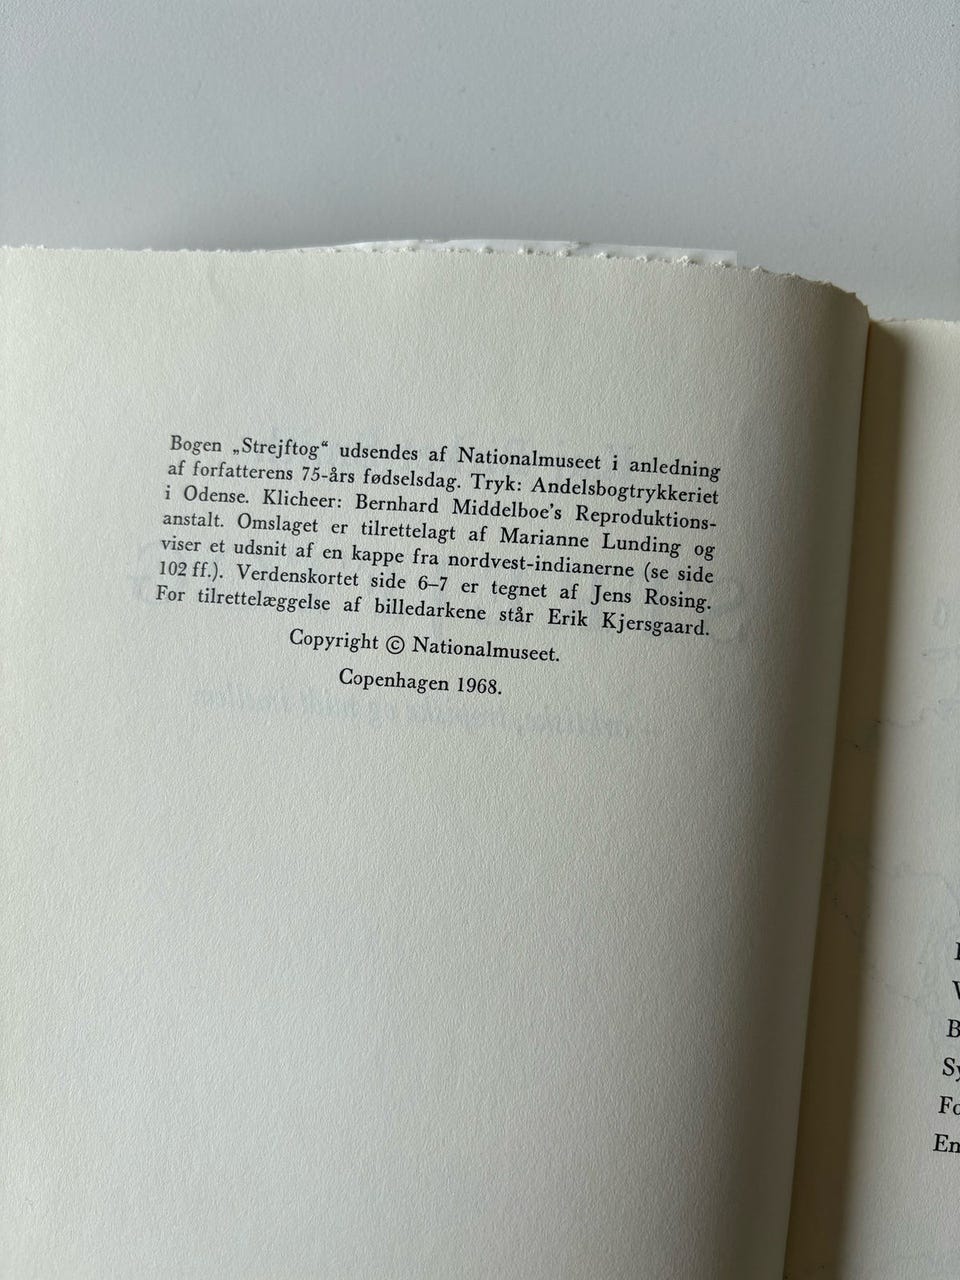 Bogen „Strejftog“ udsendes af Nationalmuseet i anledning
af forfatterens 75-års fødselsdag. Tryk: Andelsbogtrykkeriet
i Odense. Klicheer: Bernhard Middelboe's Reproduktions-
anstalt. Omslaget er tilrettelagt af Marianne Lunding og
viser et udsnit af en kappe fra nordvest-indianerne (se side
102 ff.). Verdenskortet side 6–7 er tegnet af Jens Rosing.
For tilrettelæggelse af billedarkene står Erik Kjersgaard.
Copyright © Nationalmuseet.
Copenhagen 1968.
B
Sy
Fo
En